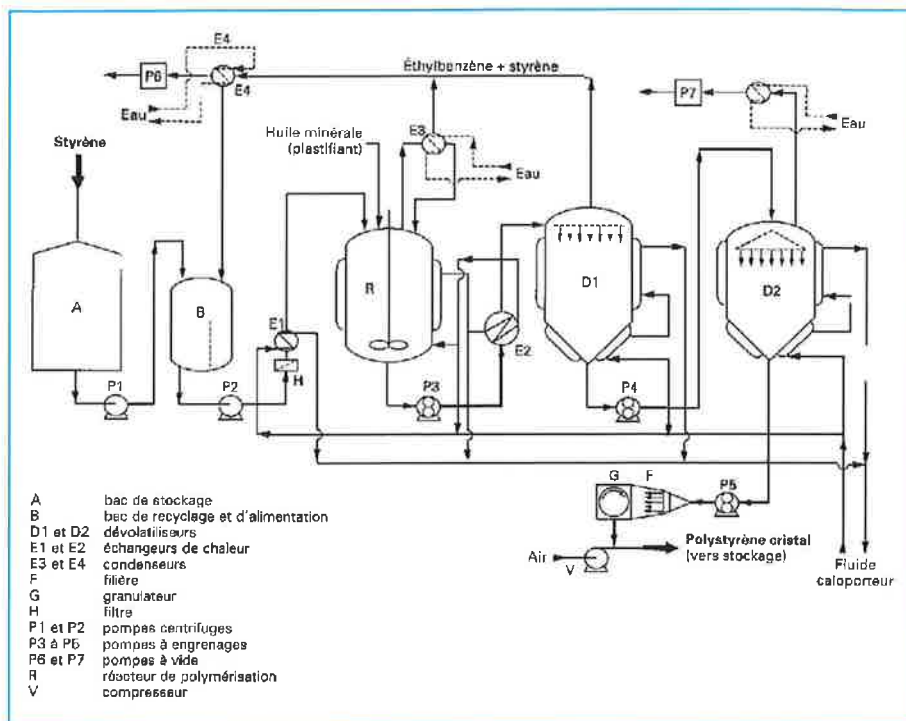 E4
P6
E4
Éthylbenzène + styrène
P7
Eau
Eau
Styrène
Huile minérale
(plastifiant)
E3
Eau
A
B
R
D1
D2
E1
E2
H
P1
P2
P3
P4
G F
P5
Polystyrène cristal
(vers stockage)
Air
V
Fluide
caloporteur
A bac de stockage
B bac de recyclage et d'alimentation
D1 et D2 dévolatiliseurs
E1 et E2 échangeurs de chaleur
E3 et E4 condenseurs
F filière
G granulateur
H filtre
P1 et P2 pompes centrifuges
P3 à P5 pompes à engrenages
P6 et P7 pompes à vide
R réacteur de polymérisation
V compresseur